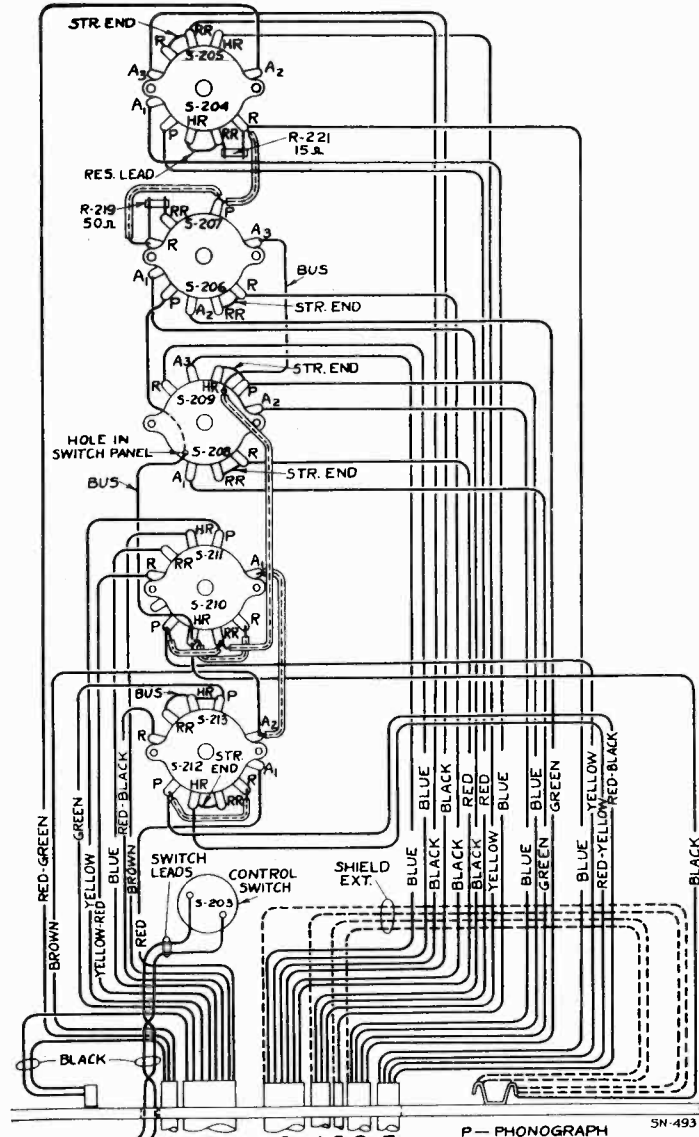 STR. END
RR
HR
R
S-205
A3
A2
A1
S-204
HR
R
P
RR
R-221
15Ω
RES. LEAD
R-219
50Ω
RR
P
S-207
A3
R
BUS
A1
S-206
R
P
A2
RR
STR. END
A3
STR. END
R
HR
P
S-209
A2
HOLE IN
SWITCH PANEL
S-208
R
BUS
A1
RR
STR. END
HR
P
S-211
RR
R
A1
S-210
P
HR
RR
R
BUS
HR
P
S-213
RR
R
A2
S-212
STR.
END
A1
P
HR
RR
RED-GREEN
BROWN
GREEN
YELLOW
YELLOW-RED
BLUE
RED-BLACK
BROWN
RED
SWITCH
LEADS
CONTROL
SWITCH
S-203
SHIELD
EXT.
BLUE
BLUE
BLACK
BLACK
BLACK
RED
BLACK
RED
YELLOW
BLUE
BLUE
BLUE
GREEN
GREEN
BLUE
YELLOW
RED-YELLOW
RED-BLACK
BLACK
BLACK
P - PHONOGRAPH
SN-493